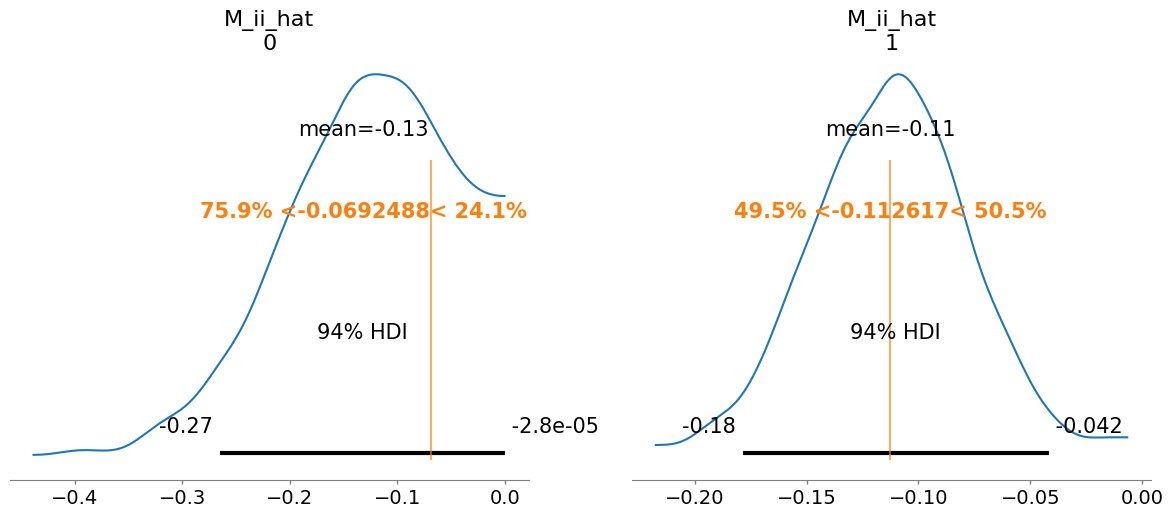 M_ii_hat
0
mean=-0.13
75.9% <-0.0692488< 24.1%
94% HDI
-0.27
-2.8e-05
−0.4
−0.3
−0.2
−0.1
0.0
M_ii_hat
1
mean=-0.11
49.5% <-0.112617< 50.5%
94% HDI
-0.18
-0.042
−0.20
−0.15
−0.10
−0.05
0.00